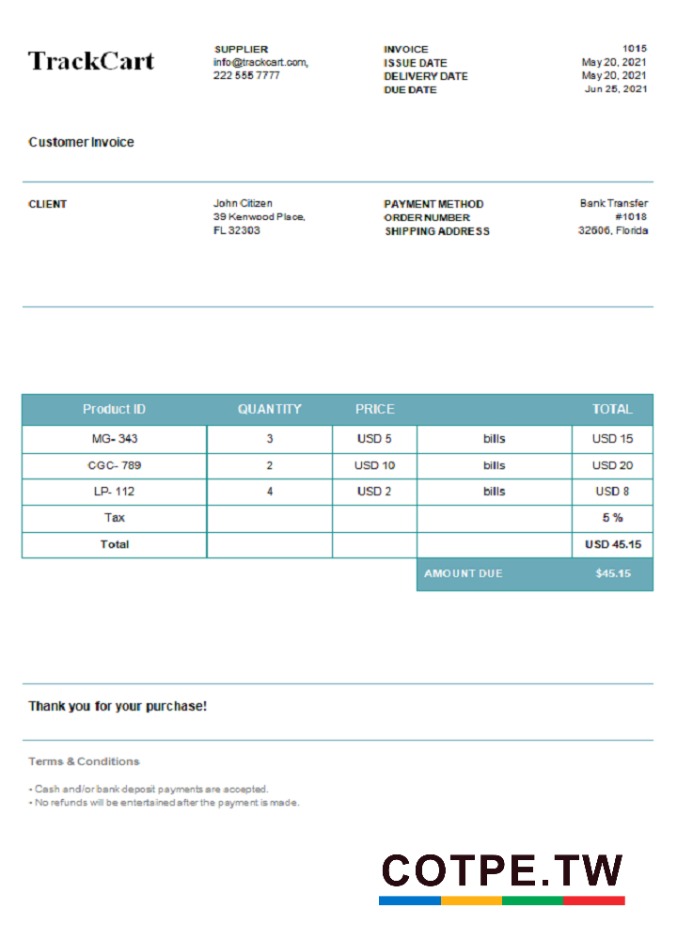 TrackCart
SUPPLIER
info@trackcart.com,
222 555 7777
INVOICE 1015
ISSUE DATE May 20, 2021
DELIVERY DATE May 20, 2021
DUE DATE Jun 25, 2021
Customer Invoice
CLIENT
John Citizen
39 Kenwood Place,
FL 32303
PAYMENT METHOD Bank Transfer
ORDER NUMBER #1018
SHIPPING ADDRESS 32606, Florida
Product ID QUANTITY PRICE TOTAL
MG- 343 3 USD 5 bills USD 15
CGC- 789 2 USD 10 bills USD 20
LP- 112 4 USD 2 bills USD 8
Tax 5 %
Total USD 45.15
AMOUNT DUE $45.15
Thank you for your purchase!
Terms & Conditions
• Cash and/or bank deposit payments are accepted.
• No refunds will be entertained after the payment is made.
COTPE.TW